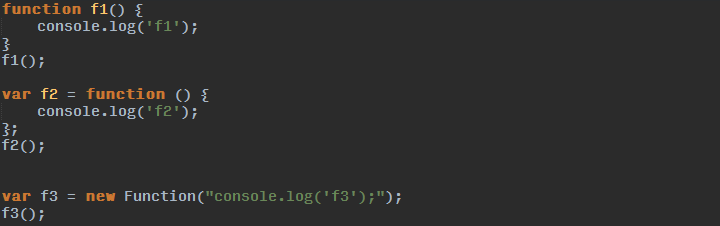 function f1() {
    console.log('f1');
}
f1();

var f2 = function () {
    console.log('f2');
};
f2();


var f3 = new Function("console.log('f3');");
f3();